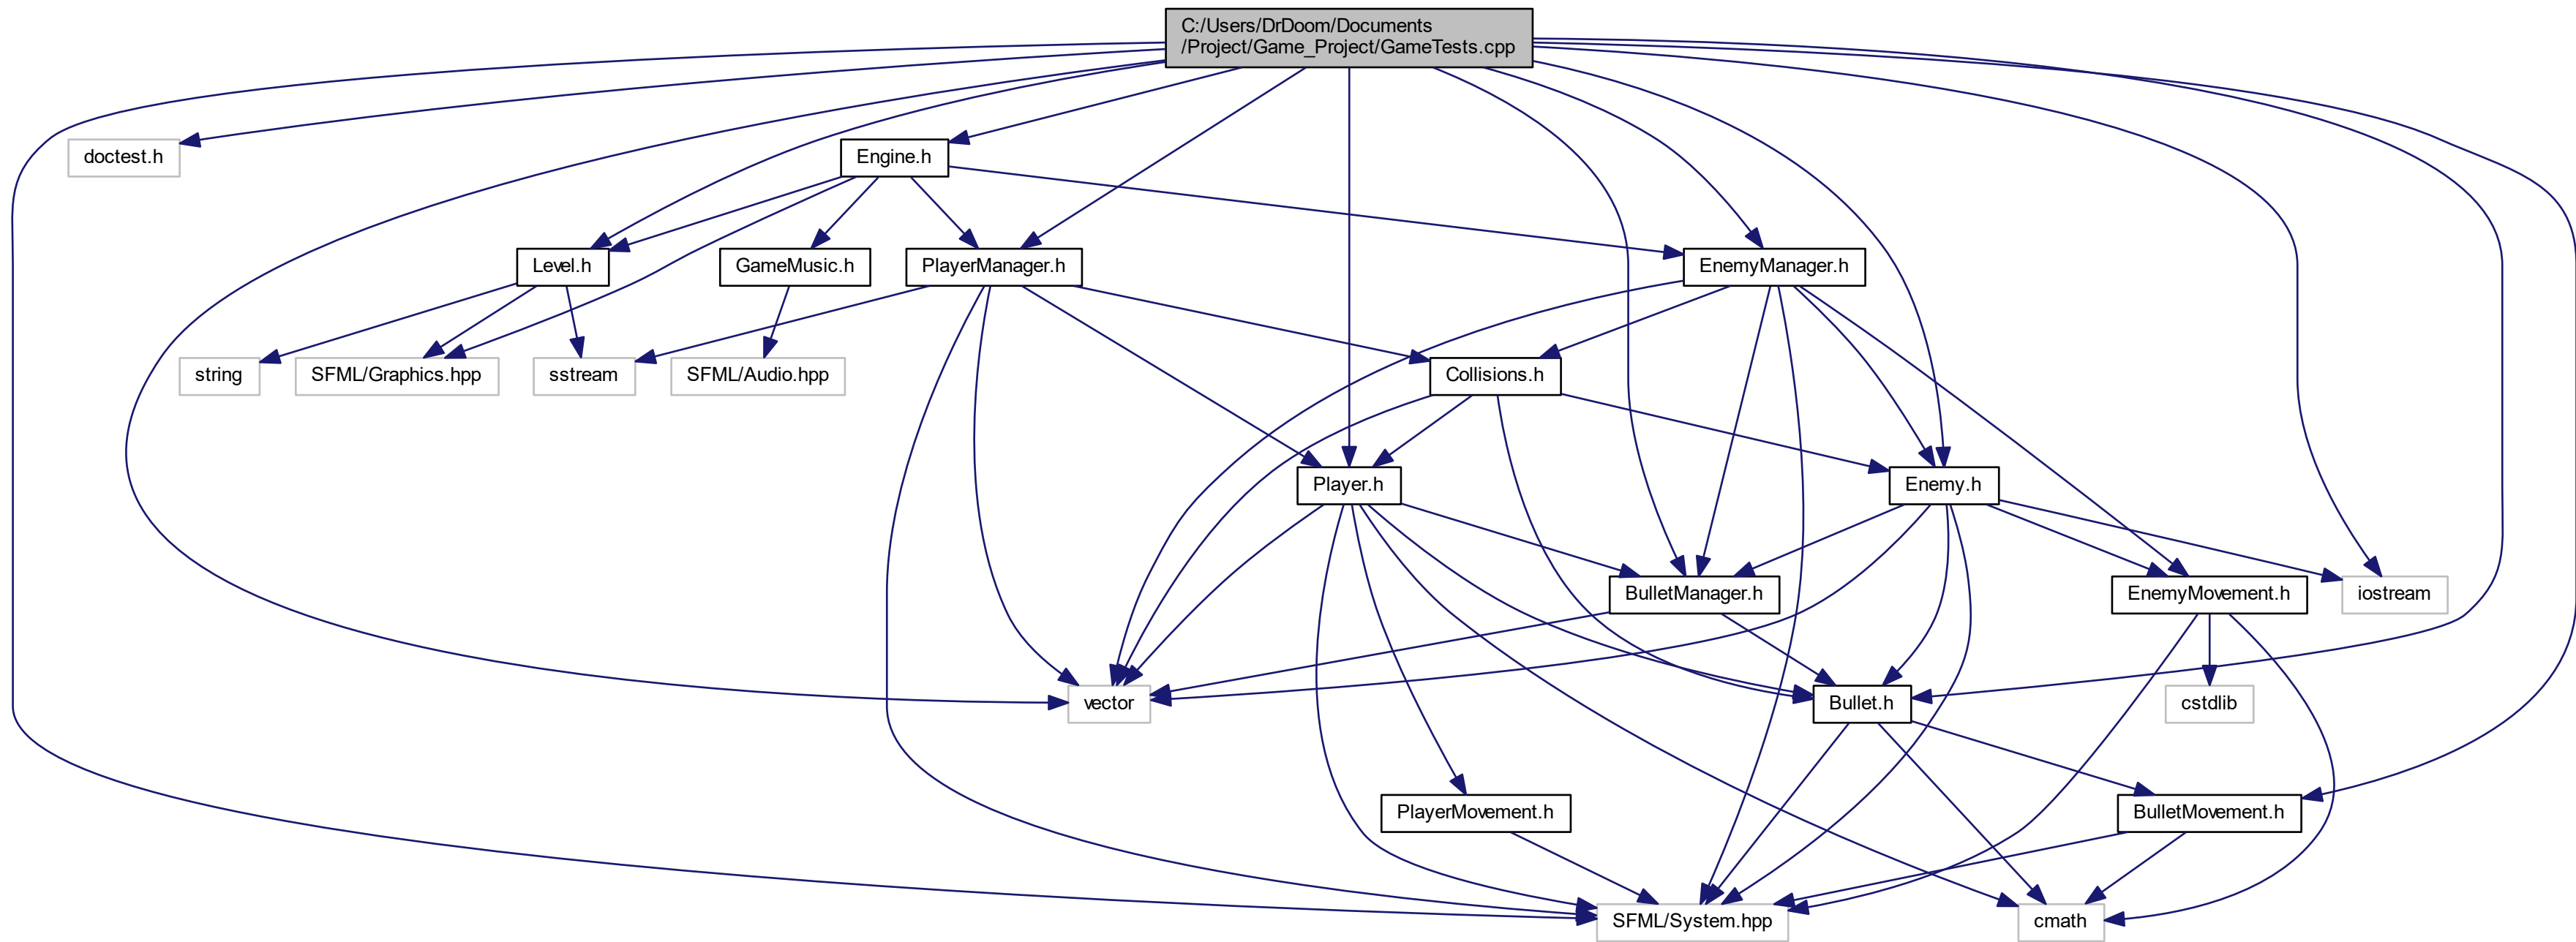 C:/Users/DrDoom/Documents
/Project/Game_Project/GameTests.cpp
doctest.h
Engine.h
Level.h
GameMusic.h
PlayerManager.h
EnemyManager.h
string
SFML/Graphics.hpp
sstream
SFML/Audio.hpp
Collisions.h
Player.h
Enemy.h
BulletManager.h
EnemyMovement.h
iostream
vector
Bullet.h
cstdlib
PlayerMovement.h
BulletMovement.h
SFML/System.hpp
cmath